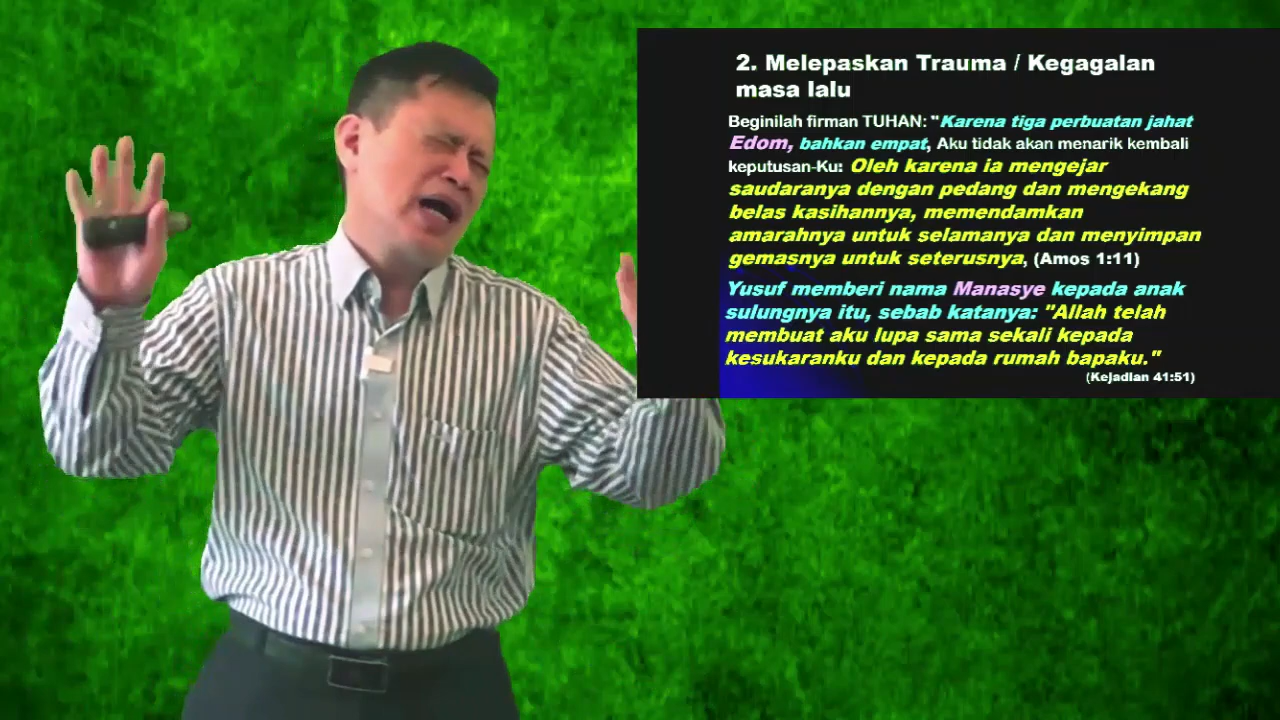 2. Melepaskan Trauma / Kegagalan
masa lalu
Beginilah firman TUHAN: "Karena tiga perbuatan jahat
Edom, bahkan empat, Aku tidak akan menarik kembali
keputusan-Ku: Oleh karena ia mengejar
saudaranya dengan pedang dan mengekang
belas kasihannya, memendamkan
amarahnya untuk selamanya dan menyimpan
gemasnya untuk seterusnya, (Amos 1:11)
Yusuf memberi nama Manasye kepada anak
sulungnya itu, sebab katanya: "Allah telah
membuat aku lupa sama sekali kepada
kesukaranku dan kepada rumah bapaku."
(Kejadian 41:51)